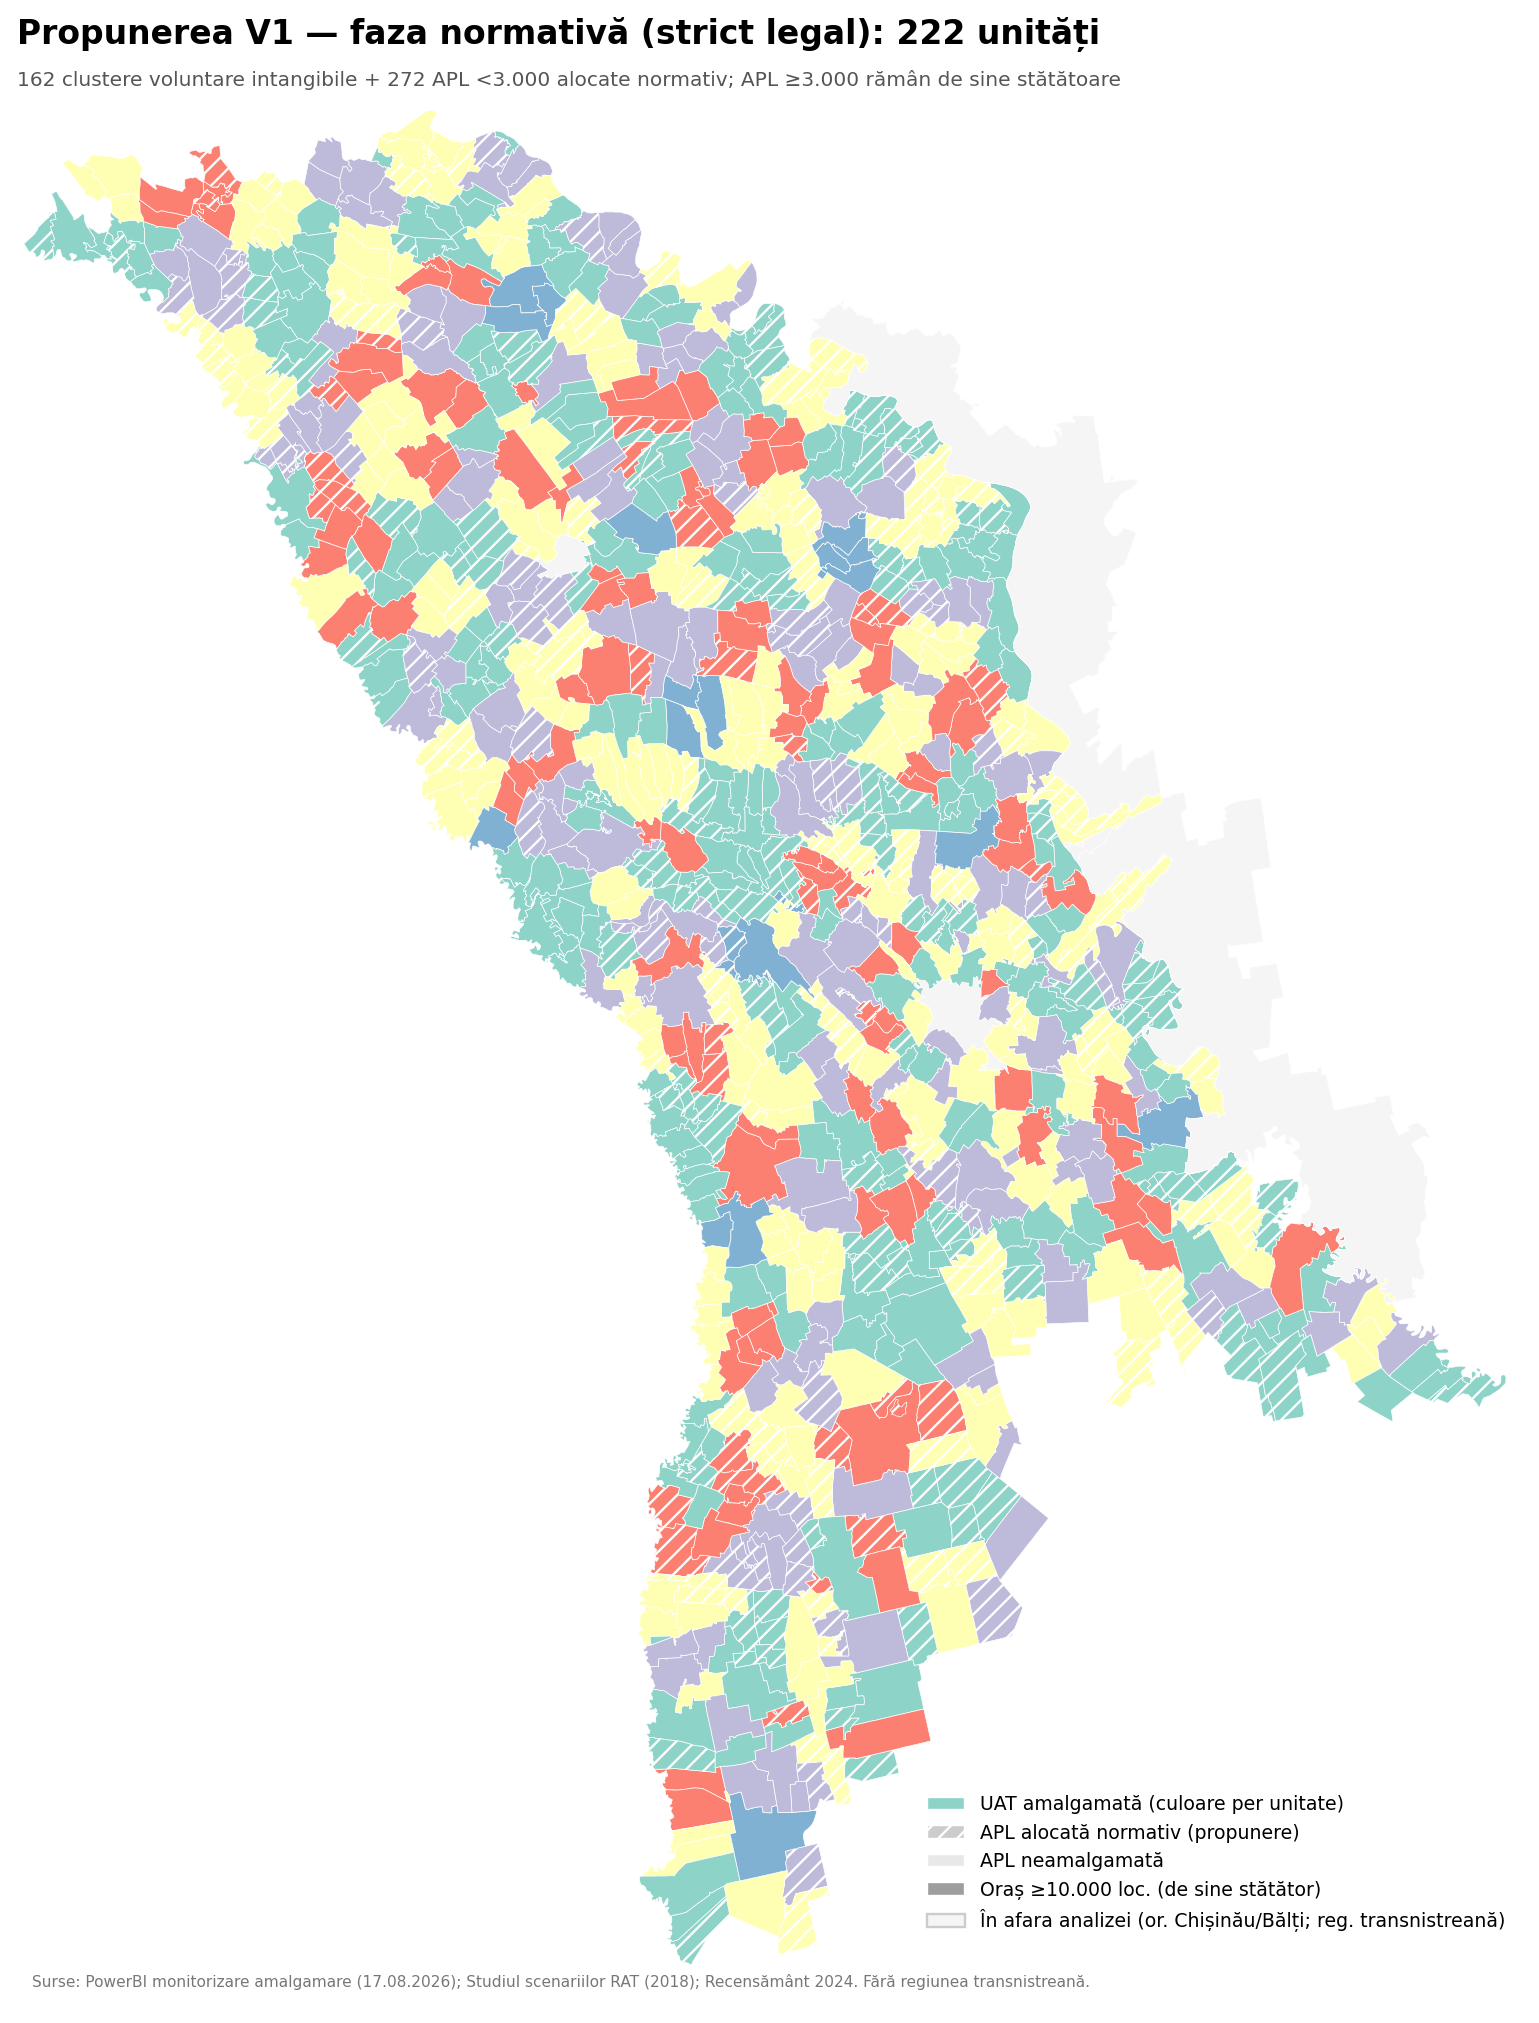 Propunerea V1 — faza normativă (strict legal): 222 unități
162 clustere voluntare intangibile + 272 APL <3.000 alocate normativ; APL ≥3.000 rămân de sine stătătoare
UAT amalgamată (culoare per unitate)
APL alocată normativ (propunere)
APL neamalgamată
Oraș ≥10.000 loc. (de sine stătător)
În afara analizei (or. Chișinău/Bălți; reg. transnistreană)
Surse: PowerBI monitorizare amalgamare (17.08.2026); Studiul scenariilor RAT (2018); Recensământ 2024. Fără regiunea transnistreană.